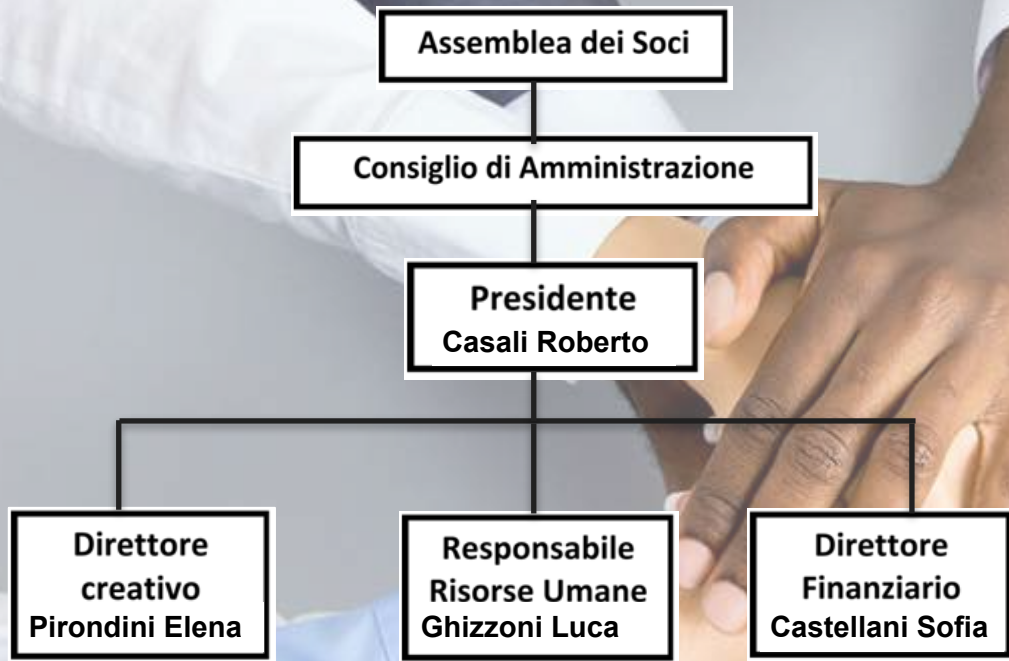 Assemblea dei Soci
Consiglio di Amministrazione
Presidente
Casali Roberto
Direttore
creativo
Pirondini Elena
Responsabile
Risorse Umane
Ghizzoni Luca
Direttore
Finanziario
Castellani Sofia